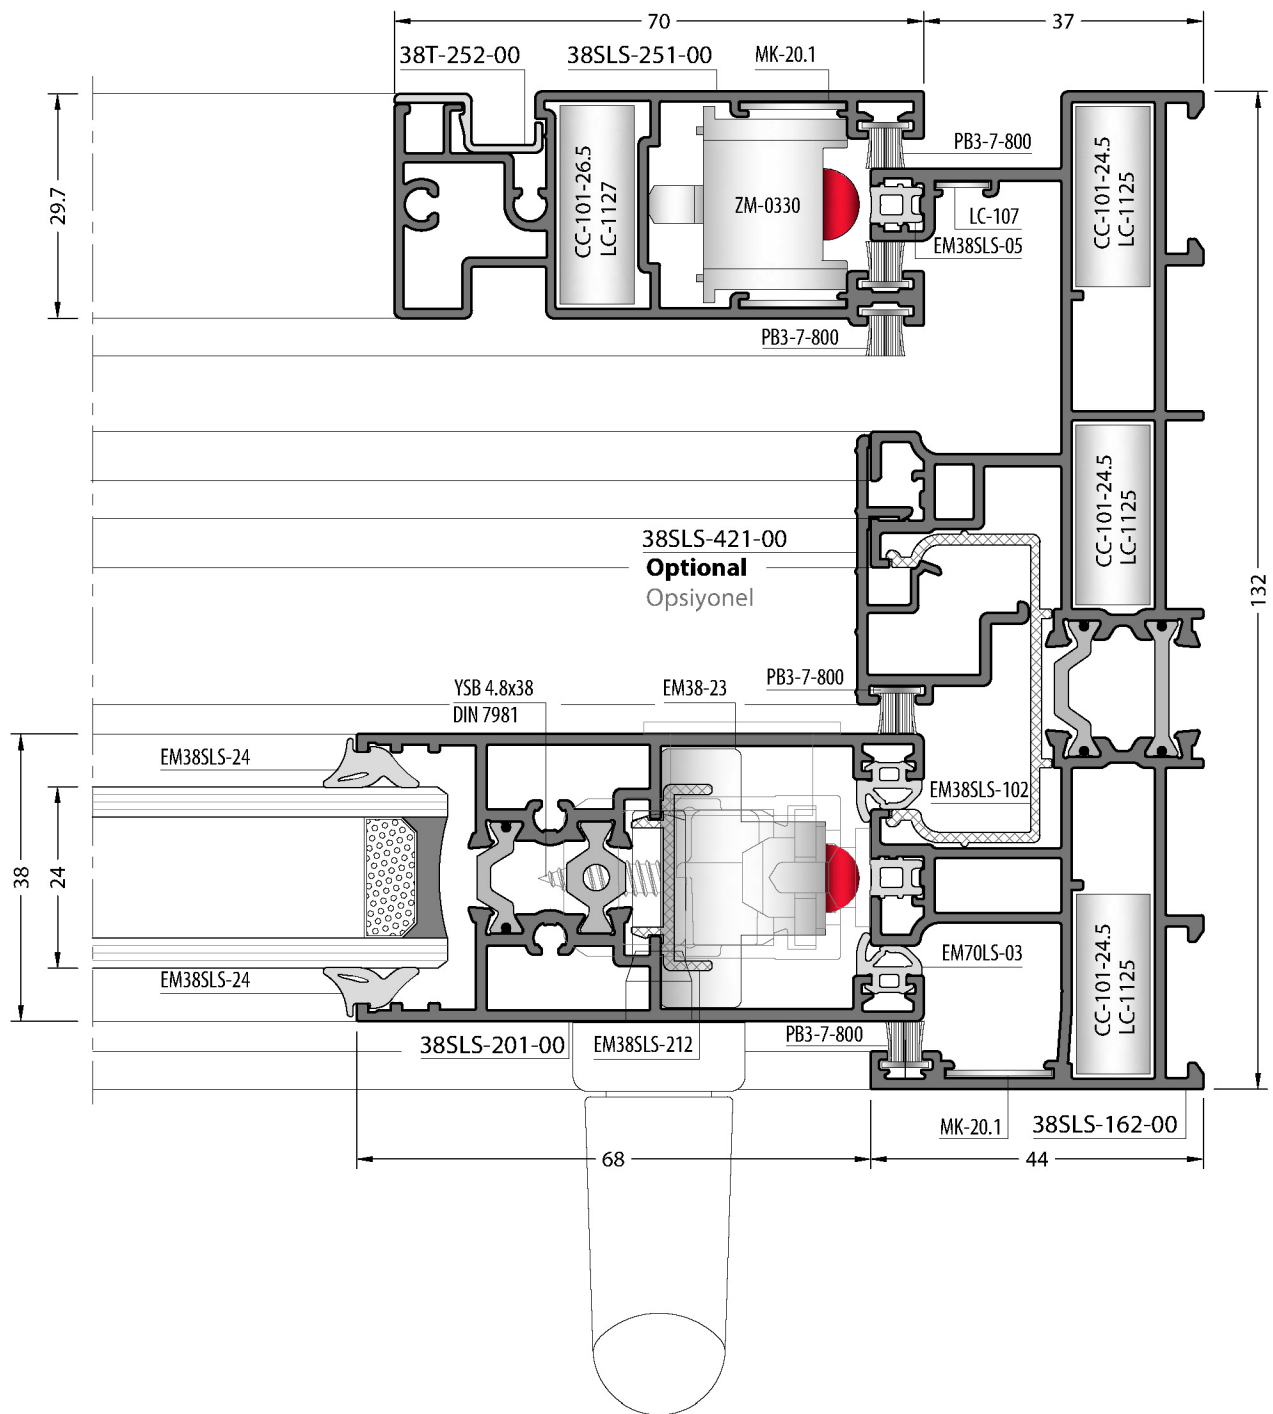 70
37
38T-252-00
38SLS-251-00
MK-20.1
PB3-7-800
29.7
CC-101-26.5
LC-1127
ZM-0330
LC-107
EM38SLS-05
CC-101-24.5
LC-1125
PB3-7-800
CC-101-24.5
LC-1125
38SLS-421-00
Optional
Opsiyonel
132
YSB 4.8x38
DIN 7981
EM38-23
PB3-7-800
EM38SLS-24
EM38SLS-102
38
24
EM38SLS-24
EM70LS-03
CC-101-24.5
LC-1125
38SLS-201-00
EM38SLS-212
PB3-7-800
MK-20.1
38SLS-162-00
68
44